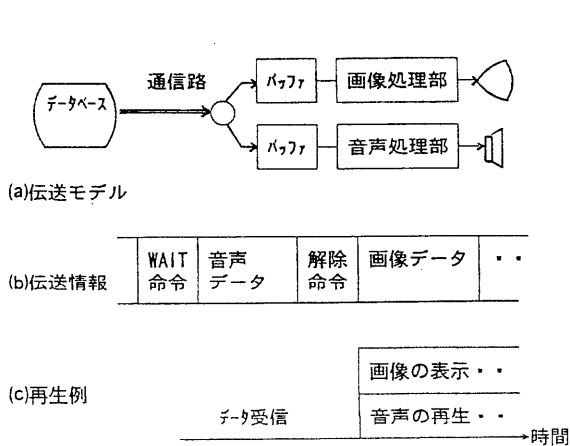 通信路
データベース
バッファ
画像処理部
バッファ
音声処理部
(a)伝送モデル
(b)伝送情報
WAIT
命令
音声
データ
解除
命令
画像データ
・・
(c)再生例
画像の表示・・
データ受信
音声の再生・・
時間